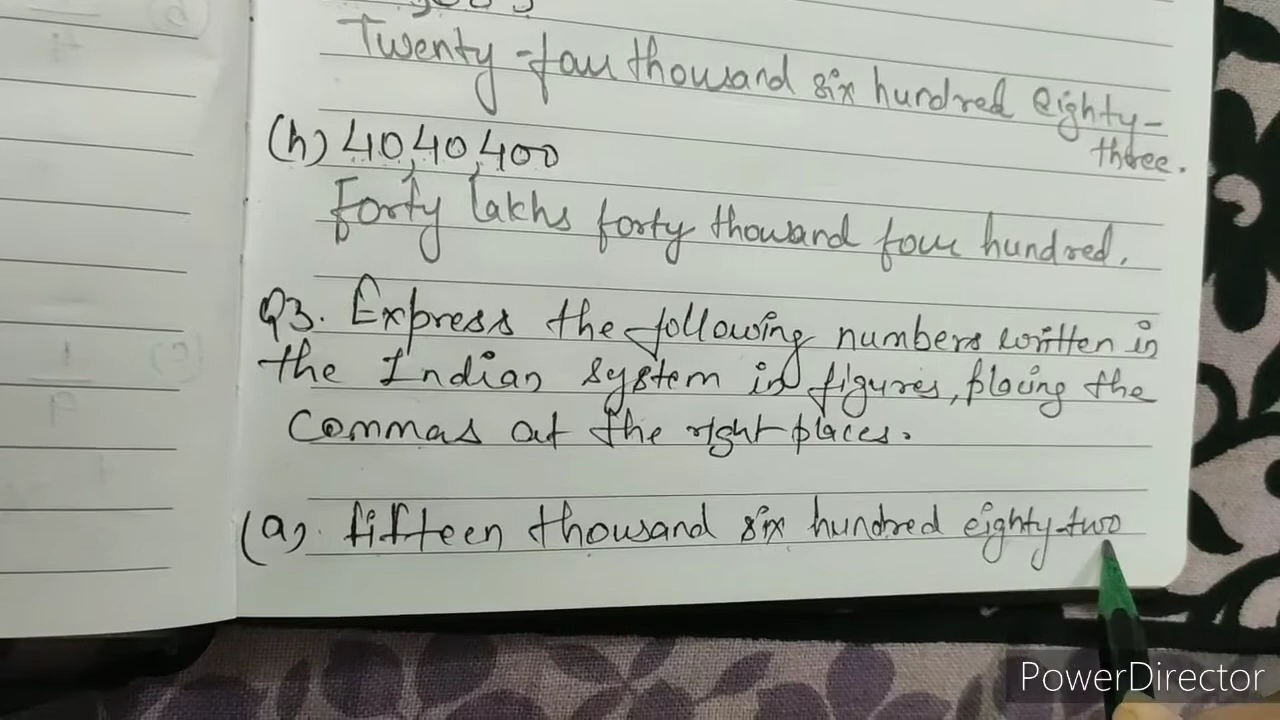 Twenty-four thousand six hundred eighty-
three.
(h) 40,40,400
Forty lakhs forty thousand four hundred.
Q3. Express the following numbers written in
the Indian system in figures, placing the
Commas at the right places.
(a). fifteen thousand six hundred eighty-two
PowerDirector